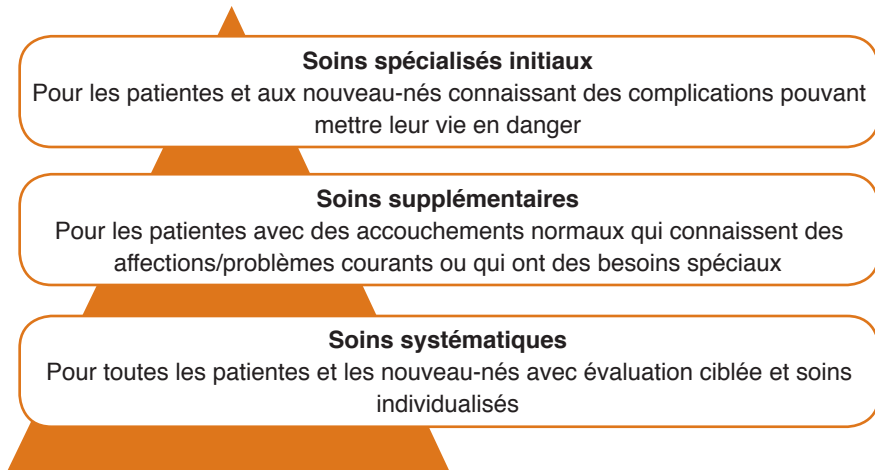 Soins spécialisés initiaux
Pour les patientes et aux nouveau-nés connaissant des complications pouvant
mettre leur vie en danger
Soins supplémentaires
Pour les patientes avec des accouchements normaux qui connaissent des
affections/problèmes courants ou qui ont des besoins spéciaux
Soins systématiques
Pour toutes les patientes et les nouveau-nés avec évaluation ciblée et soins
individualisés